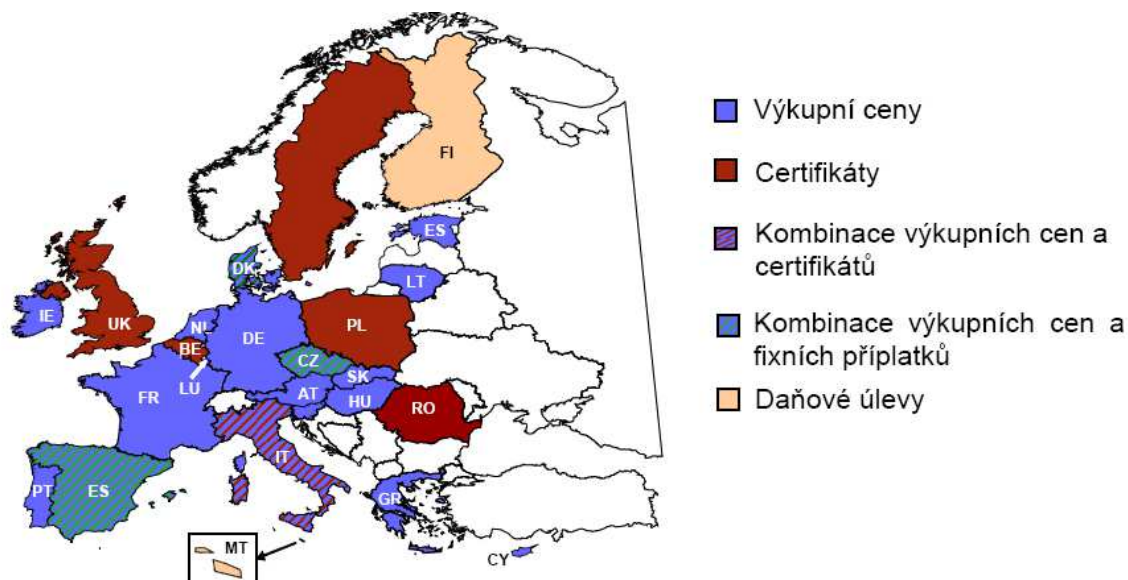 FI
ES
DK
LT
IE
UK
NL
DE
PL
BE
CZ
LU
SK
FR
AT
HU
RO
IT
PT
ES
GR
MT
CY
Výkupní ceny
Certifikáty
Kombinace výkupních cen a
certifikátů
Kombinace výkupních cen a
fixních příplatků
Daňové úlevy